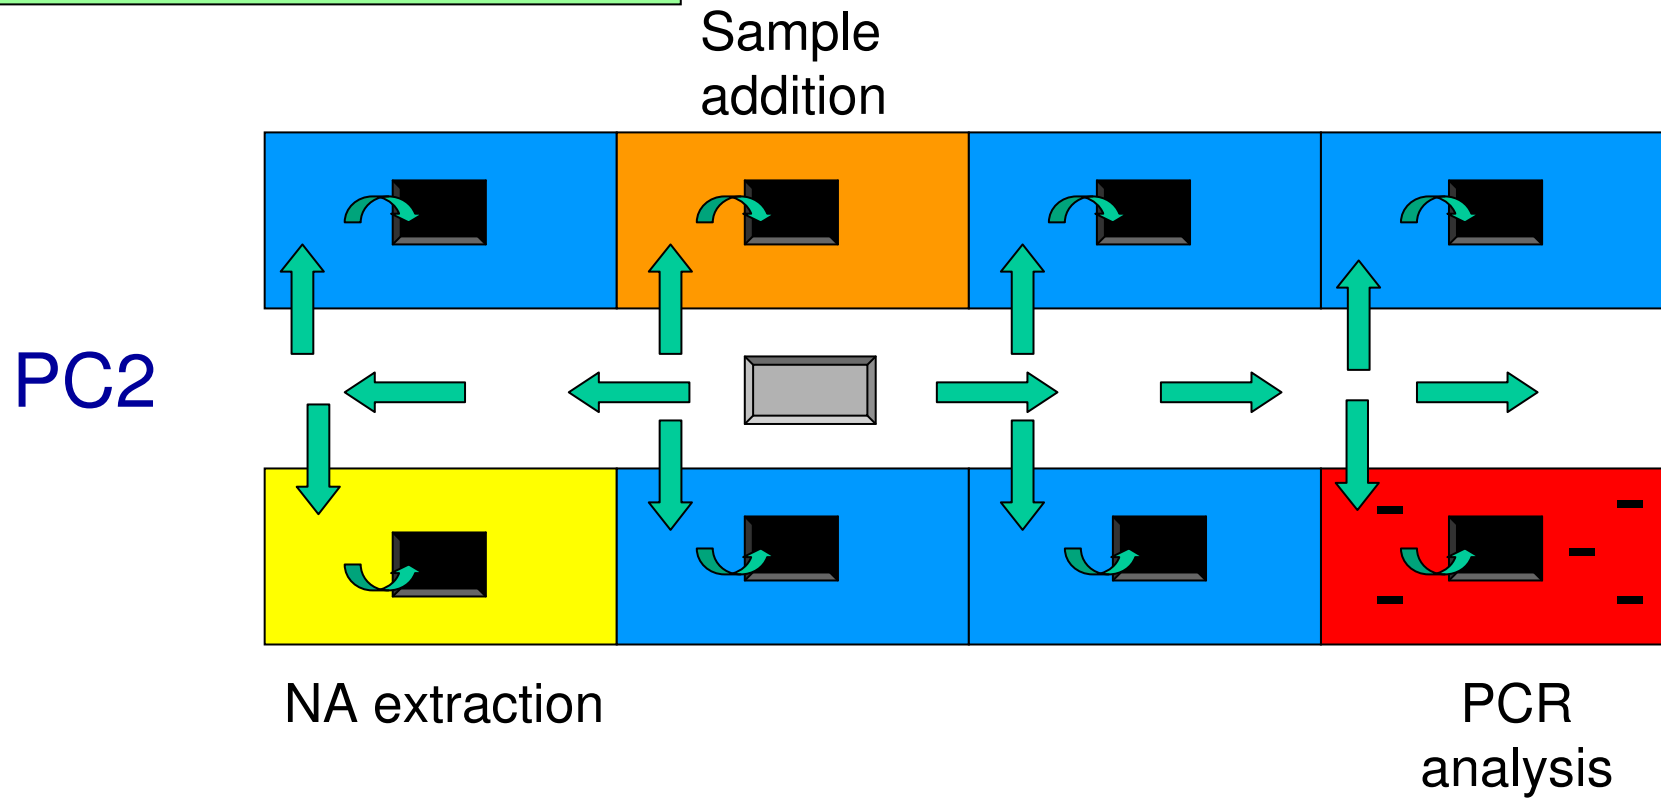 Sample
addition
PC2
NA extraction
PCR
analysis